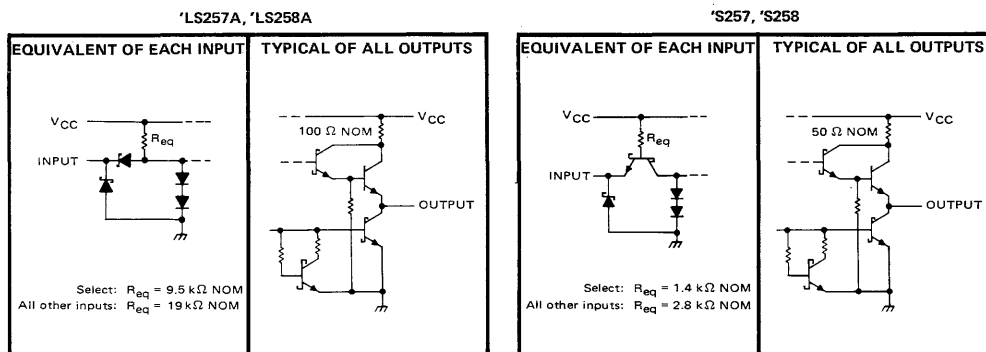 'LS257A, 'LS258A
EQUIVALENT OF EACH INPUT
TYPICAL OF ALL OUTPUTS
VCC
Req
INPUT
Select: Req = 9.5 kΩ NOM
All other inputs: Req = 19 kΩ NOM
VCC
100 Ω NOM
OUTPUT
'S257, 'S258
EQUIVALENT OF EACH INPUT
TYPICAL OF ALL OUTPUTS
VCC
Req
INPUT
Select: Req = 1.4 kΩ NOM
All other inputs: Req = 2.8 kΩ NOM
VCC
50 Ω NOM
OUTPUT